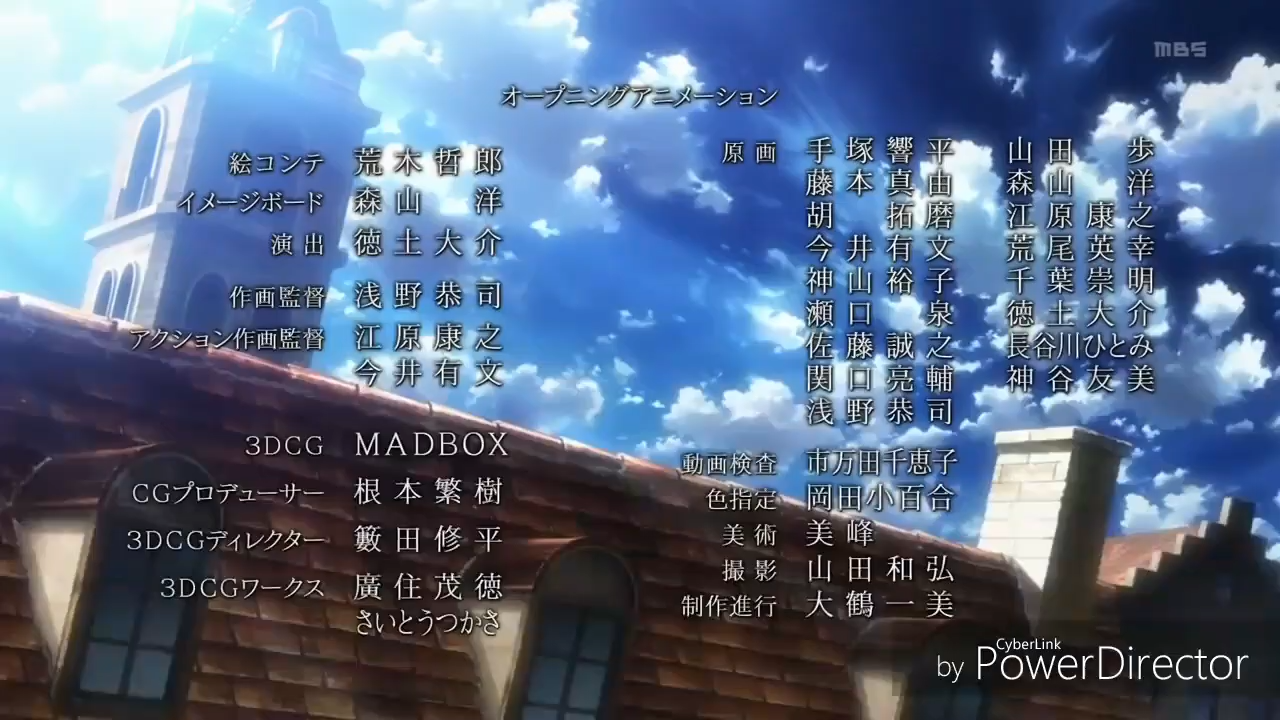 MBS
オープニングアニメーション
絵コンテ 荒木哲郎
イメージボード 森山 洋
演出 徳土大介
作画監督 浅野恭司
アクション作画監督 江原康之
今井有文
3DCG MADBOX
CGプロデューサー 根本繁樹
3DCGディレクター 籔田修平
3DCGワークス 廣住茂徳
さいとうつかさ
原画 手塚響平 山田 歩
藤本真由 森山 洋
胡 拓磨 江原康之
今井有文 荒尾英幸
神山裕子 千葉崇明
瀬口 泉 徳土大介
佐藤誠之 長谷川ひとみ
関口亮輔 神谷友美
浅野恭司
動画検査 市万田千恵子
色指定 岡田小百合
美術 美峰
撮影 山田和弘
制作進行 大鶴一美
by CyberLink PowerDirector